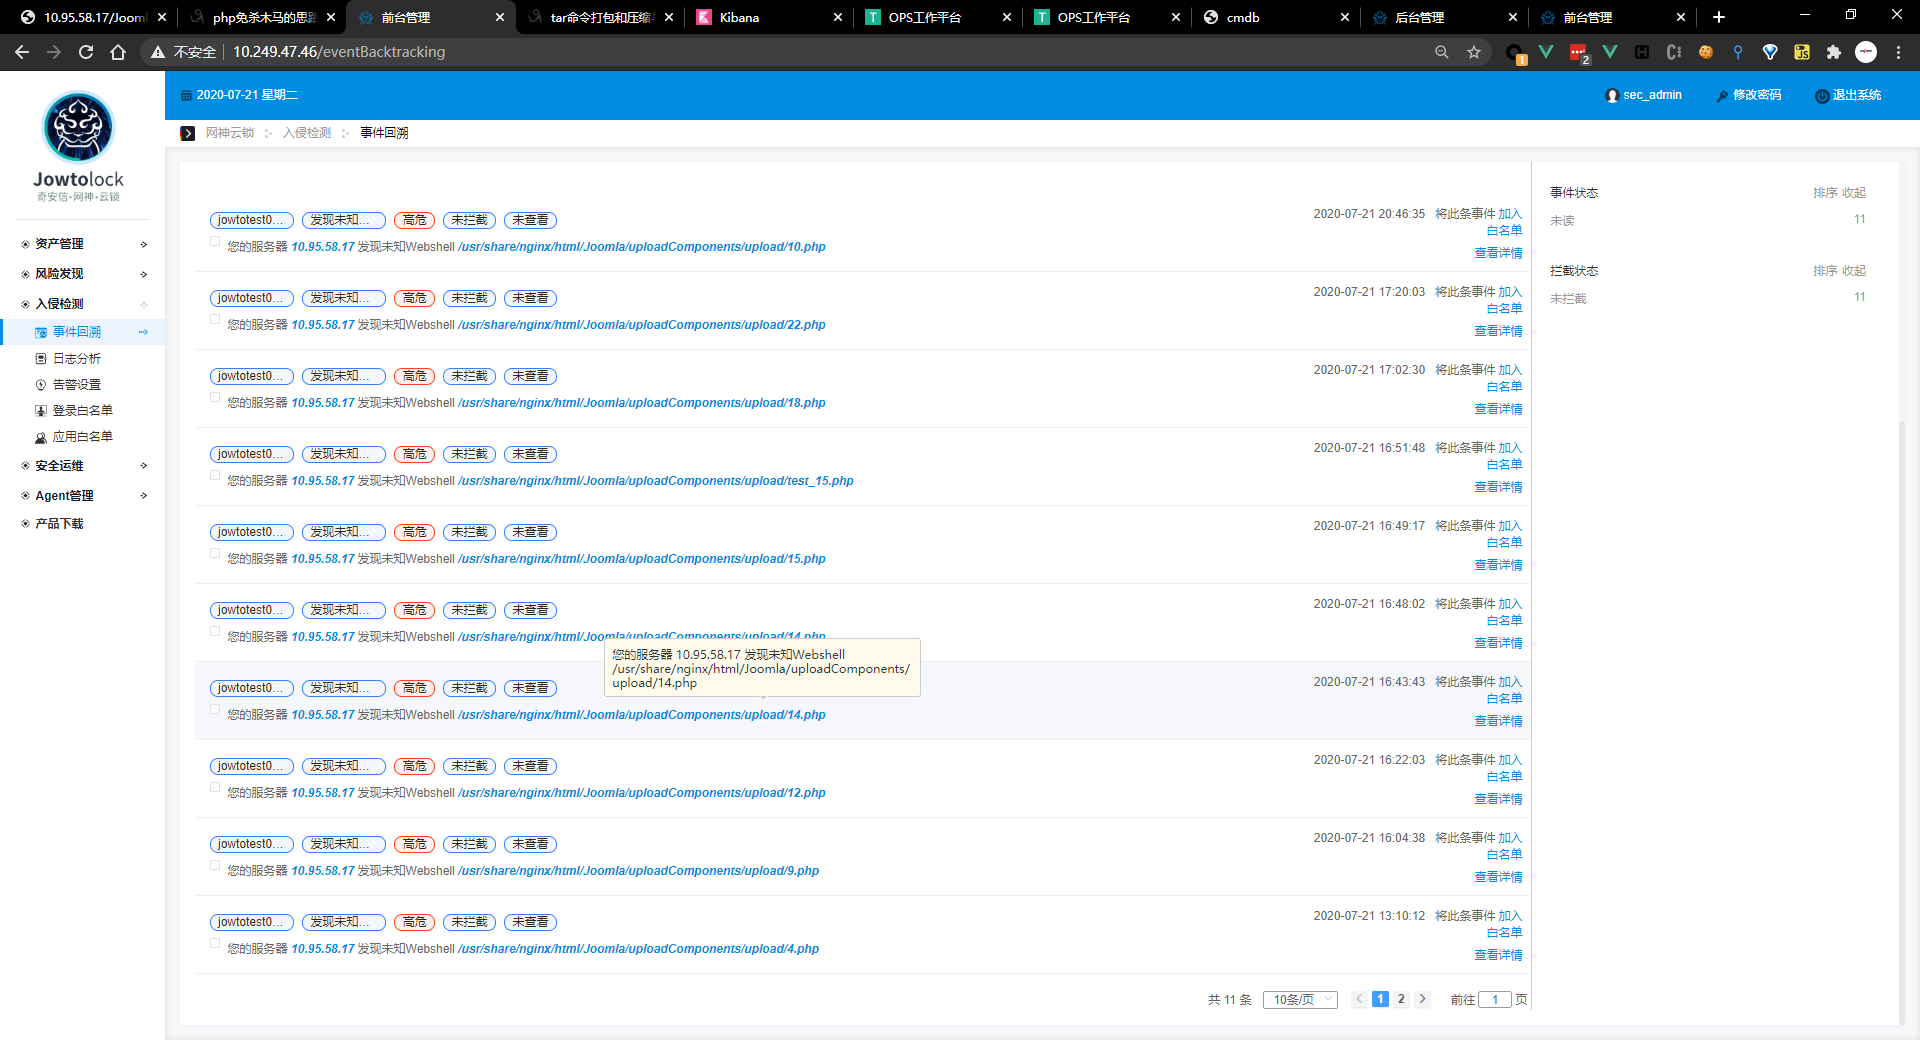 10.95.58.17/Jooml
php免杀木马的思路
前台管理
tar命令打包和压缩
Kibana
OPS工作平台
OPS工作平台
cmdb
后台管理
前台管理
不安全 10.249.47.46/eventBacktracking
1
2
2020-07-21 星期二
sec_admin 修改密码 退出系统
Jowtolock
奇安信·网神·云锁
网神云锁 入侵检测 事件回溯
资产管理
风险发现
入侵检测
事件回溯
日志分析
告警设置
登录白名单
应用白名单
安全运维
Agent管理
产品下载
jowtotest0... 发现未知... 高危 未拦截 未查看
您的服务器 10.95.58.17 发现未知Webshell /usr/share/nginx/html/Joomla/uploadComponents/upload/10.php
2020-07-21 20:46:35 将此条事件 加入
白名单
查看详情
jowtotest0... 发现未知... 高危 未拦截 未查看
您的服务器 10.95.58.17 发现未知Webshell /usr/share/nginx/html/Joomla/uploadComponents/upload/22.php
2020-07-21 17:20:03 将此条事件 加入
白名单
查看详情
jowtotest0... 发现未知... 高危 未拦截 未查看
您的服务器 10.95.58.17 发现未知Webshell /usr/share/nginx/html/Joomla/uploadComponents/upload/18.php
2020-07-21 17:02:30 将此条事件 加入
白名单
查看详情
jowtotest0... 发现未知... 高危 未拦截 未查看
您的服务器 10.95.58.17 发现未知Webshell /usr/share/nginx/html/Joomla/uploadComponents/upload/test_15.php
2020-07-21 16:51:48 将此条事件 加入
白名单
查看详情
jowtotest0... 发现未知... 高危 未拦截 未查看
您的服务器 10.95.58.17 发现未知Webshell /usr/share/nginx/html/Joomla/uploadComponents/upload/15.php
2020-07-21 16:49:17 将此条事件 加入
白名单
查看详情
jowtotest0... 发现未知... 高危 未拦截 未查看
您的服务器 10.95.58.17 发现未知Webshell /usr/share/nginx/html/Joomla/uploadComponents/upload/14.php
2020-07-21 16:48:02 将此条事件 加入
白名单
查看详情
您的服务器 10.95.58.17 发现未知Webshell
/usr/share/nginx/html/Joomla/uploadComponents/
upload/14.php
jowtotest0... 发现未知... 高危 未拦截 未查看
您的服务器 10.95.58.17 发现未知Webshell /usr/share/nginx/html/Joomla/uploadComponents/upload/14.php
2020-07-21 16:43:43 将此条事件 加入
白名单
查看详情
jowtotest0... 发现未知... 高危 未拦截 未查看
您的服务器 10.95.58.17 发现未知Webshell /usr/share/nginx/html/Joomla/uploadComponents/upload/12.php
2020-07-21 16:22:03 将此条事件 加入
白名单
查看详情
jowtotest0... 发现未知... 高危 未拦截 未查看
您的服务器 10.95.58.17 发现未知Webshell /usr/share/nginx/html/Joomla/uploadComponents/upload/9.php
2020-07-21 16:04:38 将此条事件 加入
白名单
查看详情
jowtotest0... 发现未知... 高危 未拦截 未查看
您的服务器 10.95.58.17 发现未知Webshell /usr/share/nginx/html/Joomla/uploadComponents/upload/4.php
2020-07-21 13:10:12 将此条事件 加入
白名单
查看详情
共 11 条 10条/页 1 2 前往 1 页
事件状态 排序 收起
未读 11
拦截状态 排序 收起
未拦截 11